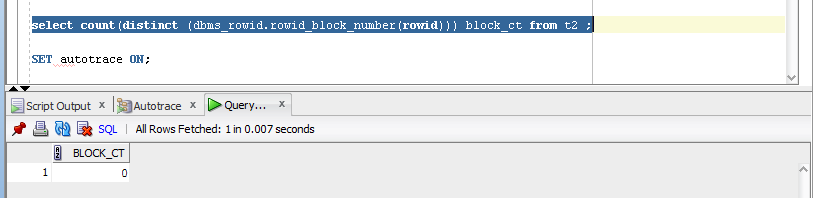 select count(distinct (dbms_rowid.rowid_block_number(rowid))) block_ct from t2 ;
SET autotrace ON;
Script Output x Autotrace x Query... x
SQL | All Rows Fetched: 1 in 0.007 seconds
BLOCK_CT
1 0